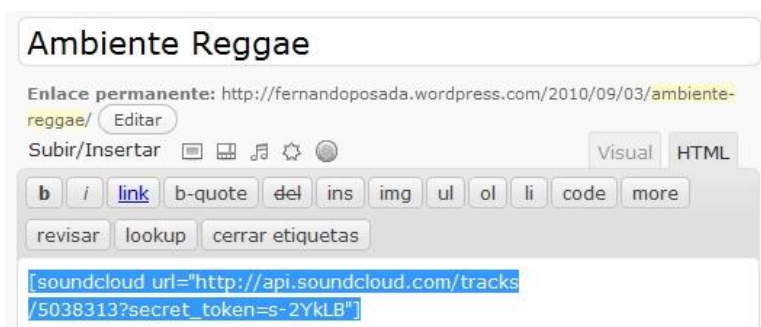 Ambiente Reggae
Enlace permanente: http://fernandoposada.wordpress.com/2010/09/03/ambiente-
reggae/ Editar
Subir/Insertar Visual HTML
b i link b-quote del ins img ul ol li code more
revisar lookup cerrar etiquetas
[soundcloud url="http://api.soundcloud.com/tracks
/5038313?secret_token=s-2YkLB"]